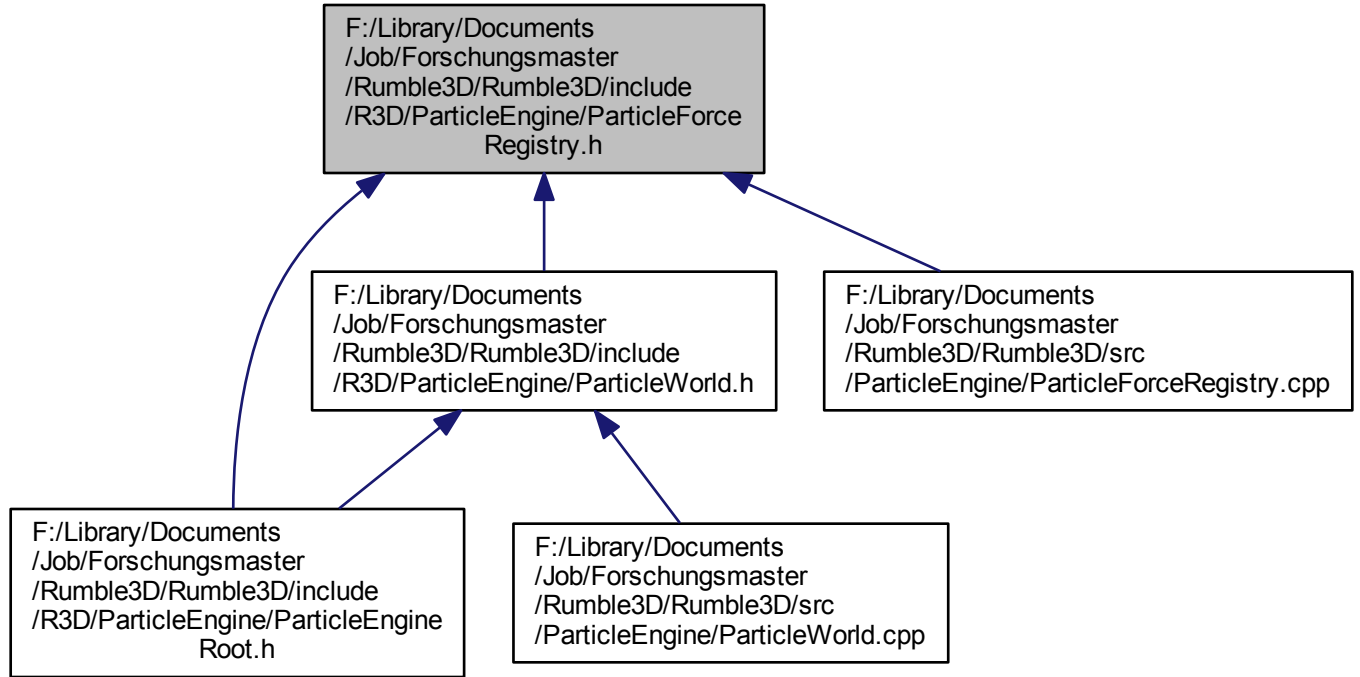 F:/Library/Documents
/Job/Forschungsmaster
/Rumble3D/Rumble3D/include
/R3D/ParticleEngine/ParticleForce
Registry.h
F:/Library/Documents
/Job/Forschungsmaster
/Rumble3D/Rumble3D/include
/R3D/ParticleEngine/ParticleWorld.h
F:/Library/Documents
/Job/Forschungsmaster
/Rumble3D/Rumble3D/src
/ParticleEngine/ParticleForceRegistry.cpp
F:/Library/Documents
/Job/Forschungsmaster
/Rumble3D/Rumble3D/include
/R3D/ParticleEngine/ParticleEngine
Root.h
F:/Library/Documents
/Job/Forschungsmaster
/Rumble3D/Rumble3D/src
/ParticleEngine/ParticleWorld.cpp